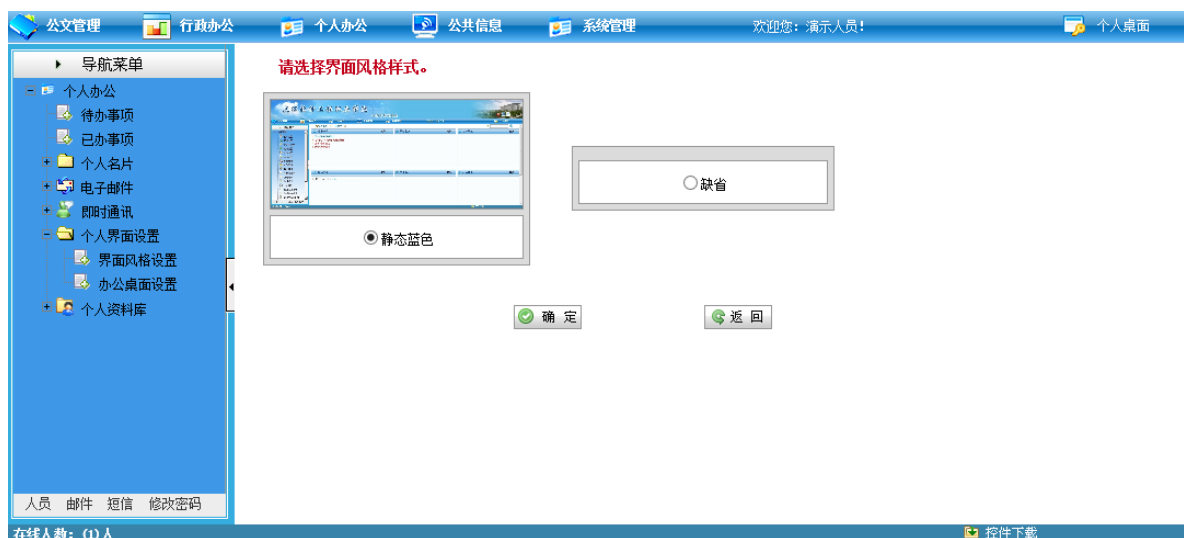 公文管理 行政办公 个人办公 公共信息 系统管理 欢迎您：演示人员! 个人桌面
导航菜单
请选择界面风格样式。
个人办公
待办事项
已办事项
个人名片
缺省
电子邮件
即时通讯
个人界面设置
静态蓝色
界面风格设置
办公桌面设置
个人资料库
确 定 返 回
人员 邮件 短信 修改密码
在线人数: (1)人 控件下载